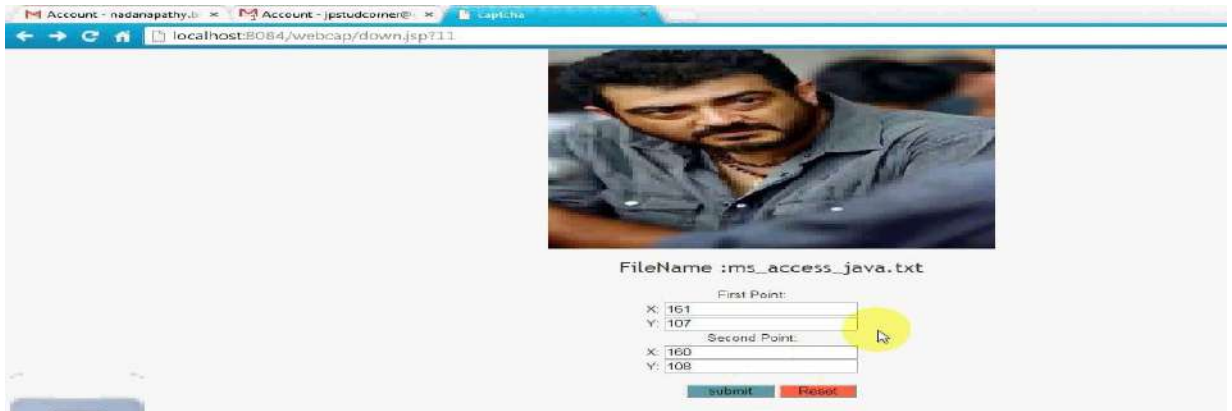 Account - nadanapathy.b × Account - jpstudcorner@ × captcha ×
localhost:8084/webcap/down.jsp?11
FileName :ms_access_java.txt
First Point:
X: 161
Y: 107
Second Point:
X: 160
Y: 108
submit Reset